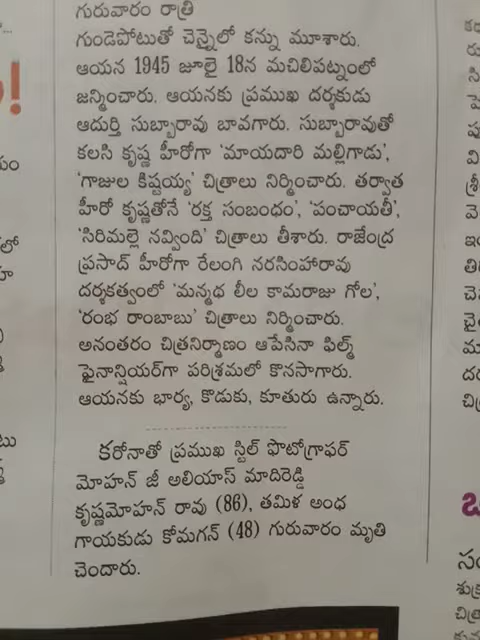 గురువారం రాత్రి
గుండెపోటుతో చెన్నైలో కన్ను మూశారు.
ఆయన 1945 జూలై 18న మచిలీపట్నంలో
జన్మించారు. ఆయనకు ప్రముఖ దర్శకుడు
ఆదుర్తి సుబ్బారావు బావగారు. సుబ్బారావుతో
కలసి కృష్ణ హీరోగా 'మాయదారి మల్లిగాడు',
'గాజుల కిష్టయ్య' చిత్రాలు నిర్మించారు. తర్వాత
హీరో కృష్ణతోనే 'రక్త సంబంధం', 'పంచాయతీ',
'సిరిమల్లె నవ్వింది' చిత్రాలు తీశారు. రాజేంద్ర
ప్రసాద్ హీరోగా రేలంగి నరసింహారావు
దర్శకత్వంలో 'మన్మథ లీల కామరాజు గోల',
'రంభ రాంబాబు' చిత్రాలు నిర్మించారు.
అనంతరం చిత్రనిర్మాణం ఆపేసినా ఫిల్మ్
ఫైనాన్షియర్‌గా పరిశ్రమలో కొనసాగారు.
ఆయనకు భార్య, కొడుకు, కూతురు ఉన్నారు.
కరోనాతో ప్రముఖ స్టిల్ ఫొటోగ్రాఫర్
మోహన్ జీ అలియాస్ మాదిరెడ్డి
కృష్ణమోహన్ రావు (86), తమిళ అంధ
గాయకుడు కోమగన్ (48) గురువారం మృతి
చెందారు.